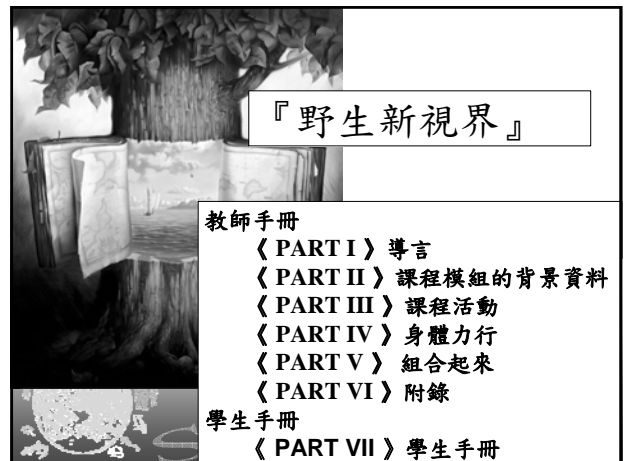 『野生新視界』
教師手冊
《 PART I 》導言
《 PART II 》課程模組的背景資料
《 PART III 》課程活動
《 PART IV 》身體力行
《 PART V 》 組合起來
《 PART VI 》附錄
學生手冊
《 PART VII 》學生手冊